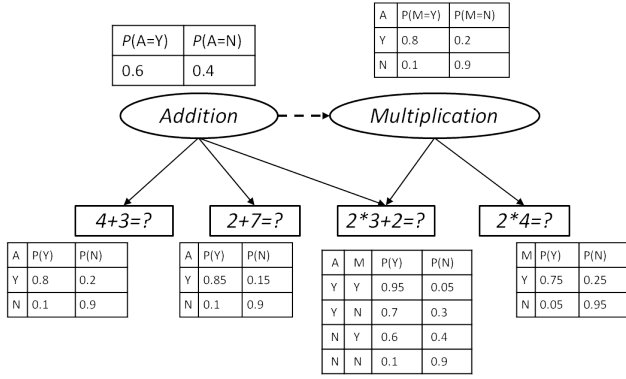 P(A=Y) P(A=N)
0.6 0.4
A P(M=Y) P(M=N)
Y 0.8 0.2
N 0.1 0.9
Addition
Multiplication
4+3=?
2+7=?
2*3+2=?
2*4=?
A P(Y) P(N)
Y 0.8 0.2
N 0.1 0.9
A P(Y) P(N)
Y 0.85 0.15
N 0.1 0.9
A M P(Y) P(N)
Y Y 0.95 0.05
Y N 0.7 0.3
N Y 0.6 0.4
N N 0.1 0.9
M P(Y) P(N)
Y 0.75 0.25
N 0.05 0.95